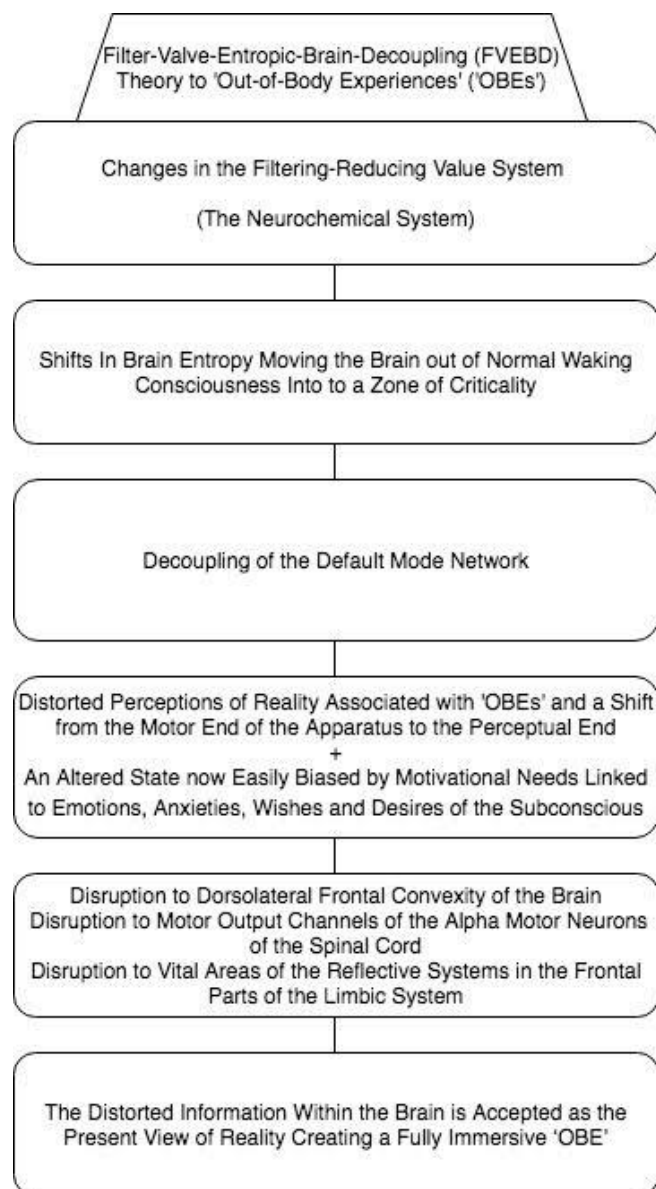 Filter-Valve-Entropic-Brain-Decoupling (FVEBD)
Theory to 'Out-of-Body Experiences' ('OBEs')
Changes in the Filtering-Reducing Value System
(The Neurochemical System)
Shifts In Brain Entropy Moving the Brain out of Normal Waking
Consciousness Into to a Zone of Criticality
Decoupling of the Default Mode Network
Distorted Perceptions of Reality Associated with 'OBEs' and a Shift
from the Motor End of the Apparatus to the Perceptual End
+
An Altered State now Easily Biased by Motivational Needs Linked
to Emotions, Anxieties, Wishes and Desires of the Subconscious
Disruption to Dorsolateral Frontal Convexity of the Brain
Disruption to Motor Output Channels of the Alpha Motor Neurons
of the Spinal Cord
Disruption to Vital Areas of the Reflective Systems in the Frontal
Parts of the Limbic System
The Distorted Information Within the Brain is Accepted as the
Present View of Reality Creating a Fully Immersive ‘OBE’